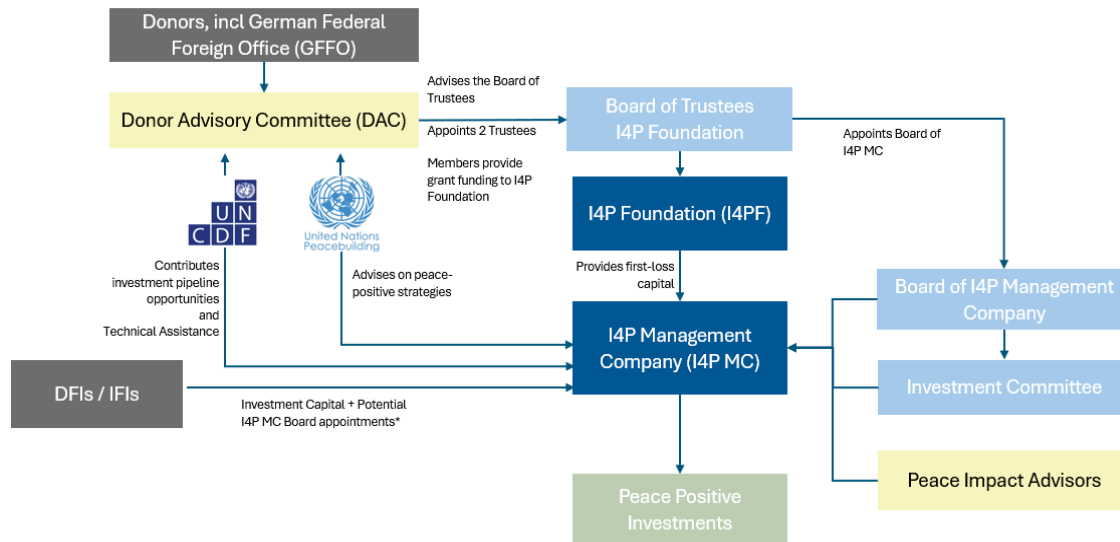 Donors, incl German Federal
Foreign Office (GFFO)
Donor Advisory Committee (DAC)
Advises the Board of
Trustees
Appoints 2 Trustees
Members provide
grant funding to I4P
Foundation
Board of Trustees
I4P Foundation
Appoints Board of
I4P MC
UN
CDF
United Nations
Peacebuilding
I4P Foundation (I4PF)
Contributes
investment pipeline
opportunities
and
Technical Assistance
Advises on peace-
positive strategies
Provides first-loss
capital
Board of I4P Management
Company
I4P Management
Company (I4P MC)
DFIs / IFIs
Investment Capital + Potential
I4P MC Board appointments*
Investment Committee
Peace Impact Advisors
Peace Positive
Investments